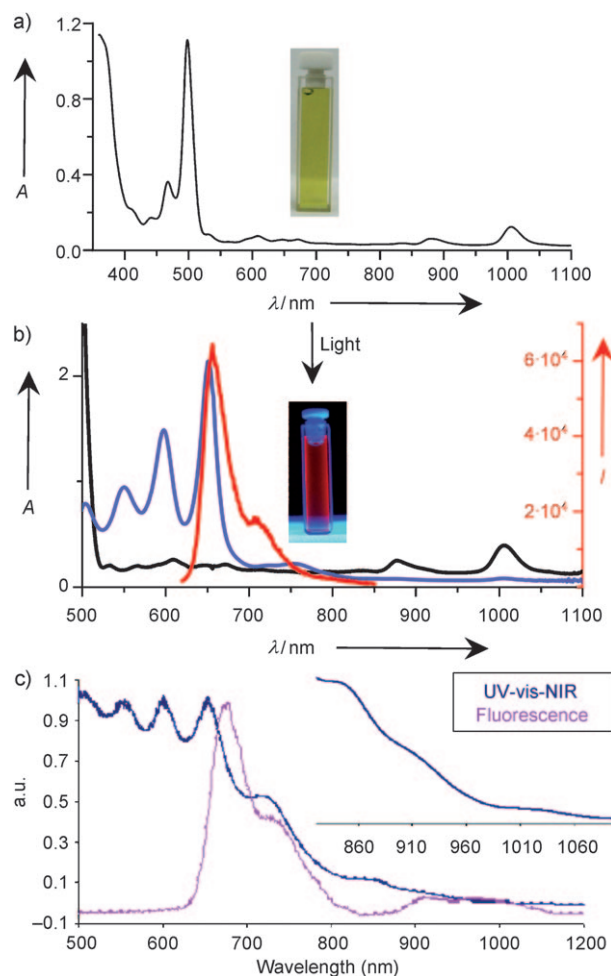 a)
1.2
0.8
0.4
0.0
A
400 500 600 700 800 900 1000 1100
λ/nm
b)
Light
2
1
0
A
6·10⁴
4·10⁴
2·10⁴
I
500 600 700 800 900 1000 1100
λ/nm
c)
1.1
0.9
0.7
0.5
0.3
0.1
–0.1
a.u.
UV-vis-NIR
Fluorescence
860 910 960 1010 1060
500 600 700 800 900 1000 1100 1200
Wavelength (nm)